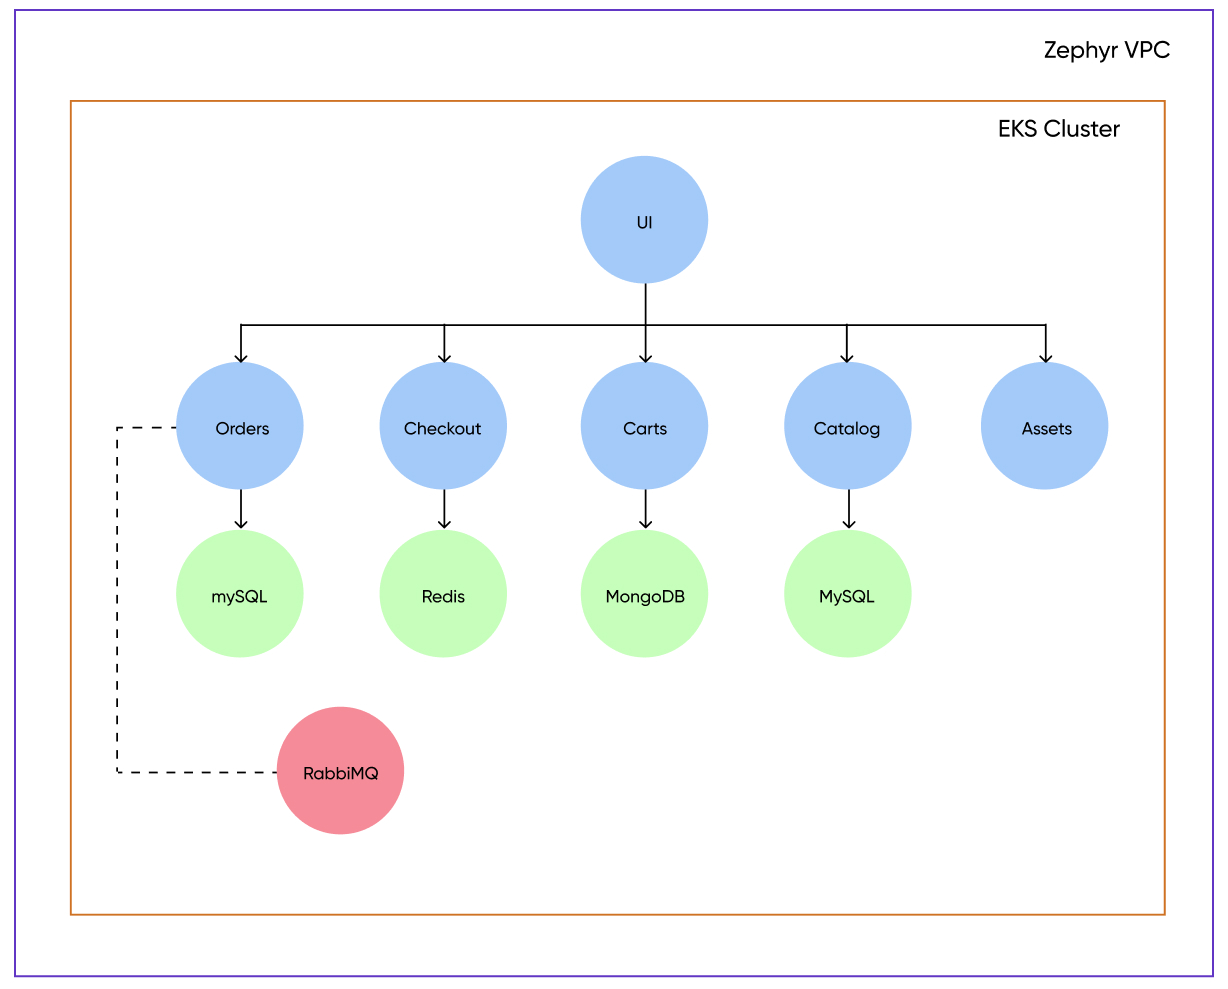 Zephyr VPC
EKS Cluster
UI
Orders
Checkout
Carts
Catalog
Assets
mySQL
Redis
MongoDB
MySQL
RabbiMQ